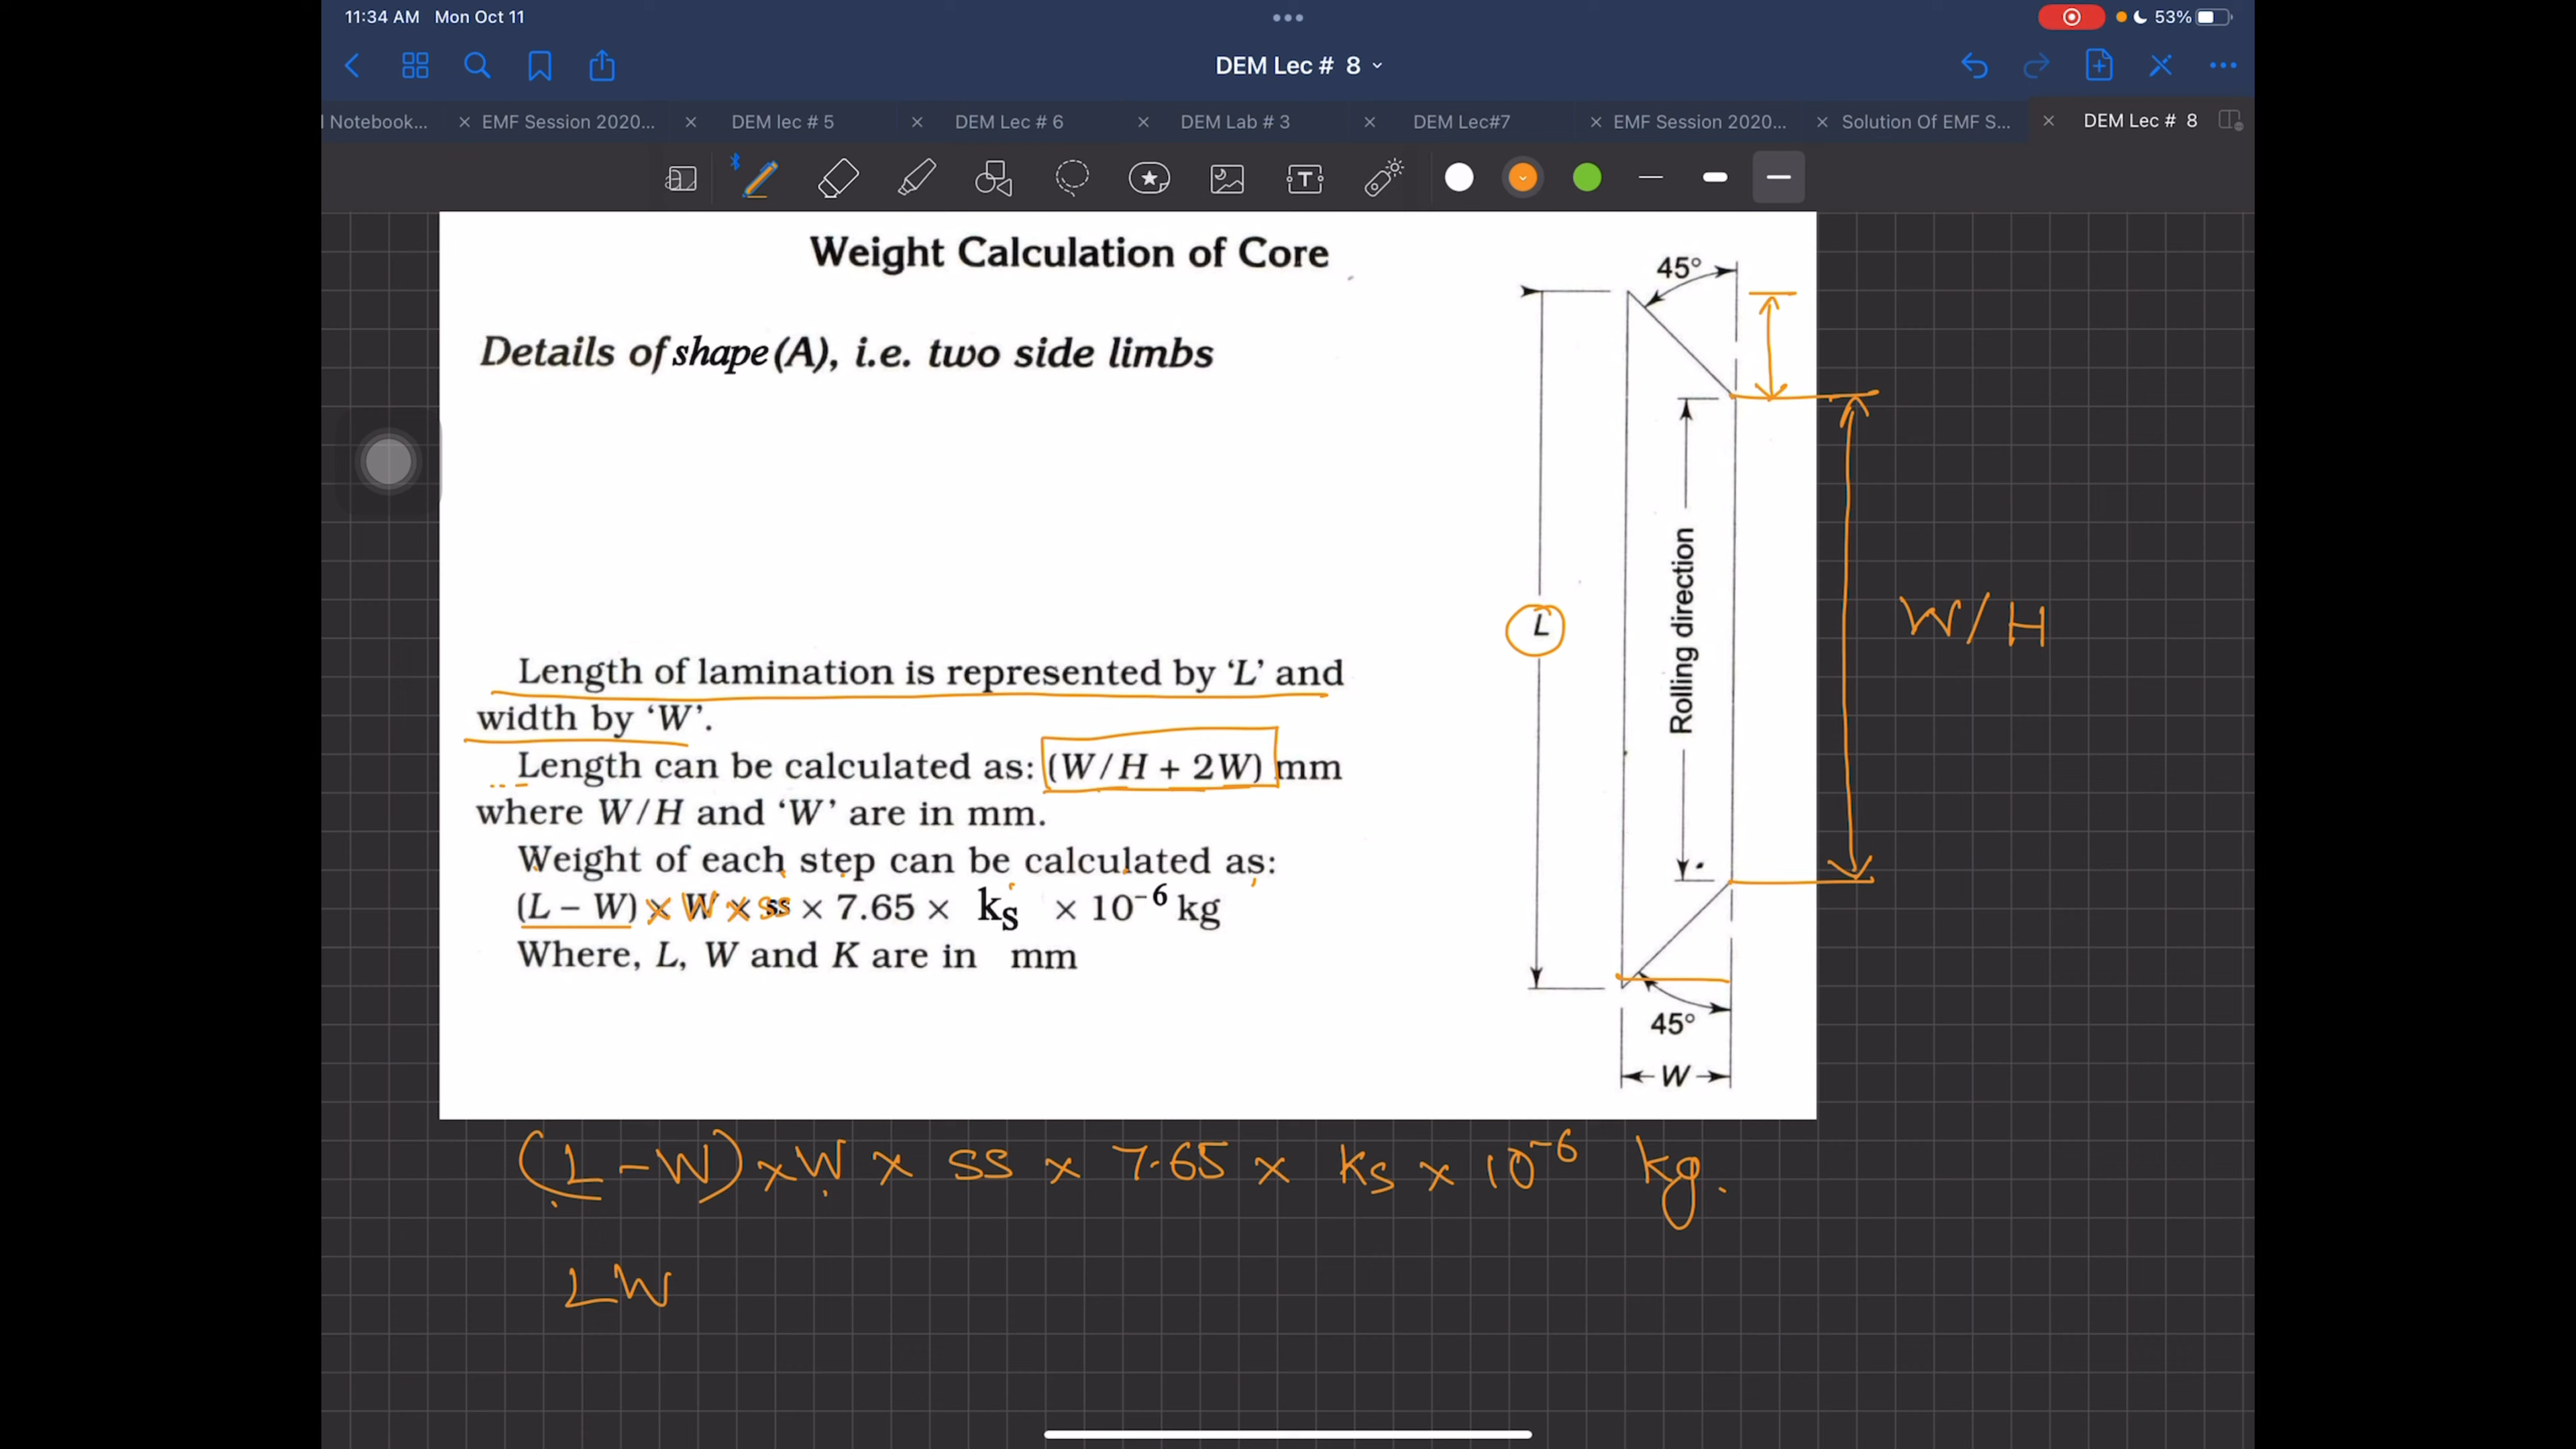 11:34 AM Mon Oct 11
53%
DEM Lec # 8
l Notebook...
EMF Session 2020...
DEM lec # 5
DEM Lec # 6
DEM Lab # 3
DEM Lec#7
EMF Session 2020...
Solution Of EMF S...
DEM Lec # 8
Weight Calculation of Core
Details of shape (A), i.e. two side limbs
Length of lamination is represented by ‘L’ and
width by ‘W’.
Length can be calculated as: (W/H + 2W) mm
where W/H and ‘W’ are in mm.
Weight of each step can be calculated as:
(L − W) × W × ss × 7.65 × ks × 10⁻⁶ kg
Where, L, W and K are in mm
45°
L
Rolling direction
W/H
45°
W
(L-W) × W × ss × 7.65 × ks × 10⁻⁶ kg.
LW